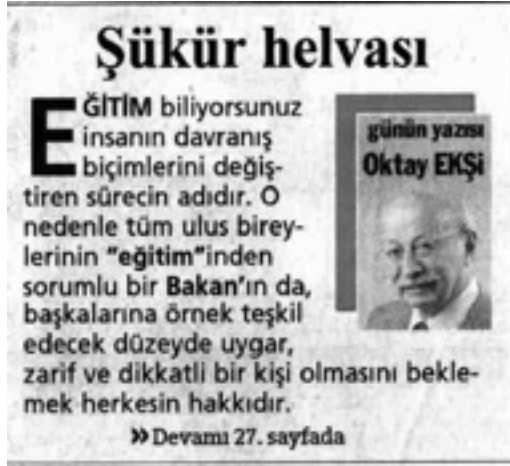 Şükür helvası
EĞİTİM biliyorsunuz
insanın davranış
biçimlerini değiş-
tiren sürecin adıdır. O
nedenle tüm ulus birey-
lerinin "eğitim"inden
sorumlu bir Bakan'ın da,
başkalarına örnek teşkil
edecek düzeyde uygar,
zarif ve dikkatli bir kişi olmasını bekle-
mek herkesin hakkıdır.
»Devamı 27. sayfada
günün yazısı
Oktay EKŞİ